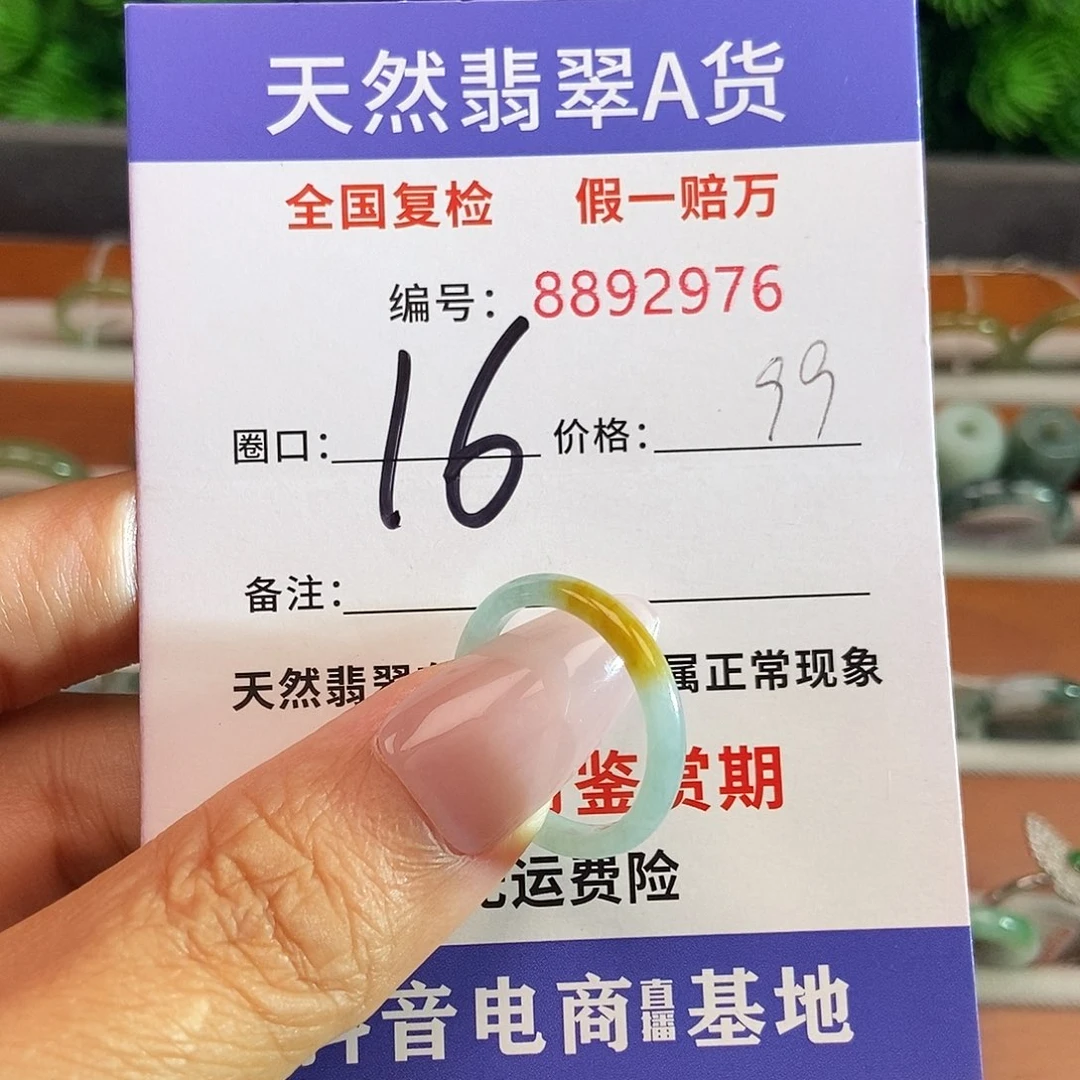 天然翡翠A货
全国复检 假一赔万
编号: 8892976
圈口: 16 价格: 99
备注:
天然翡翠 属正常现象
鉴赏期
运费险
音电商直播基地